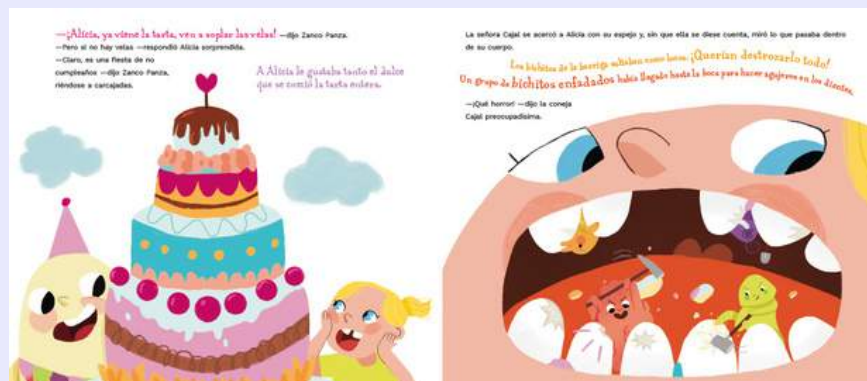 —¡Alicia, ya viene la tarta, ven a soplar las velas! —dijo Zanco Panza.
—Pero si no hay velas —respondió Alicia sorprendida.
—Claro, es una fiesta de no
cumpleaños —dijo Zanco Panza,
riéndose a carcajadas.
A Alicia le gustaba tanto el dulce
que se comió la tarta entera.
La señora Cajal se acercó a Alicia con su espejo y, sin que ella se diese cuenta, miró lo que pasaba dentro
de su cuerpo.
Los bichitos de la barriga saltaban como locos. ¡Querían destrozarlo todo!
Un grupo de bichitos enfadados había llegado hasta la boca para hacer agujeros en los dientes.
—¡Qué horror! —dijo la coneja
Cajal preocupadísima.